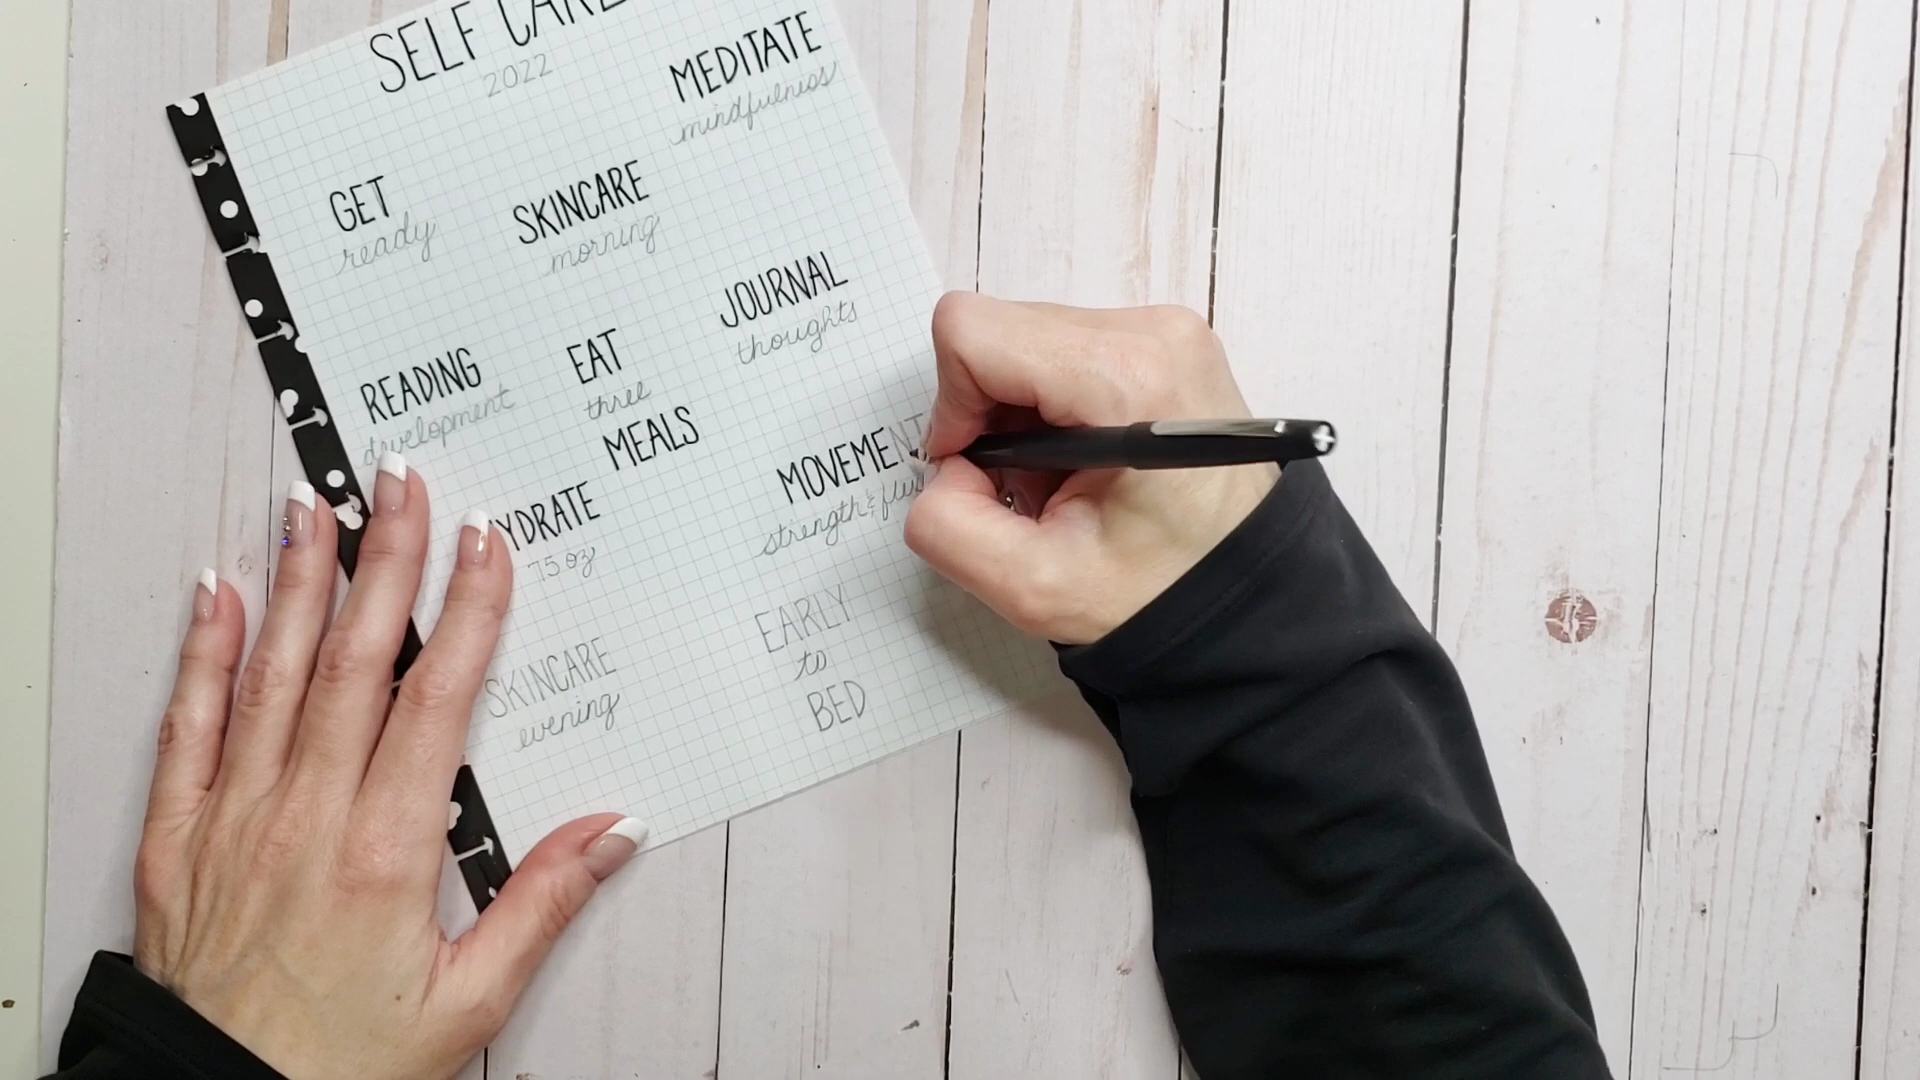 SELF CARE
2022
MEDITATE
mindfulness
GET
ready
SKINCARE
morning
JOURNAL
thoughts
READING
development
EAT
three
MEALS
MOVEMENT
strength &
YDRATE
75 oz
EARLY
to
BED
SKINCARE
evening